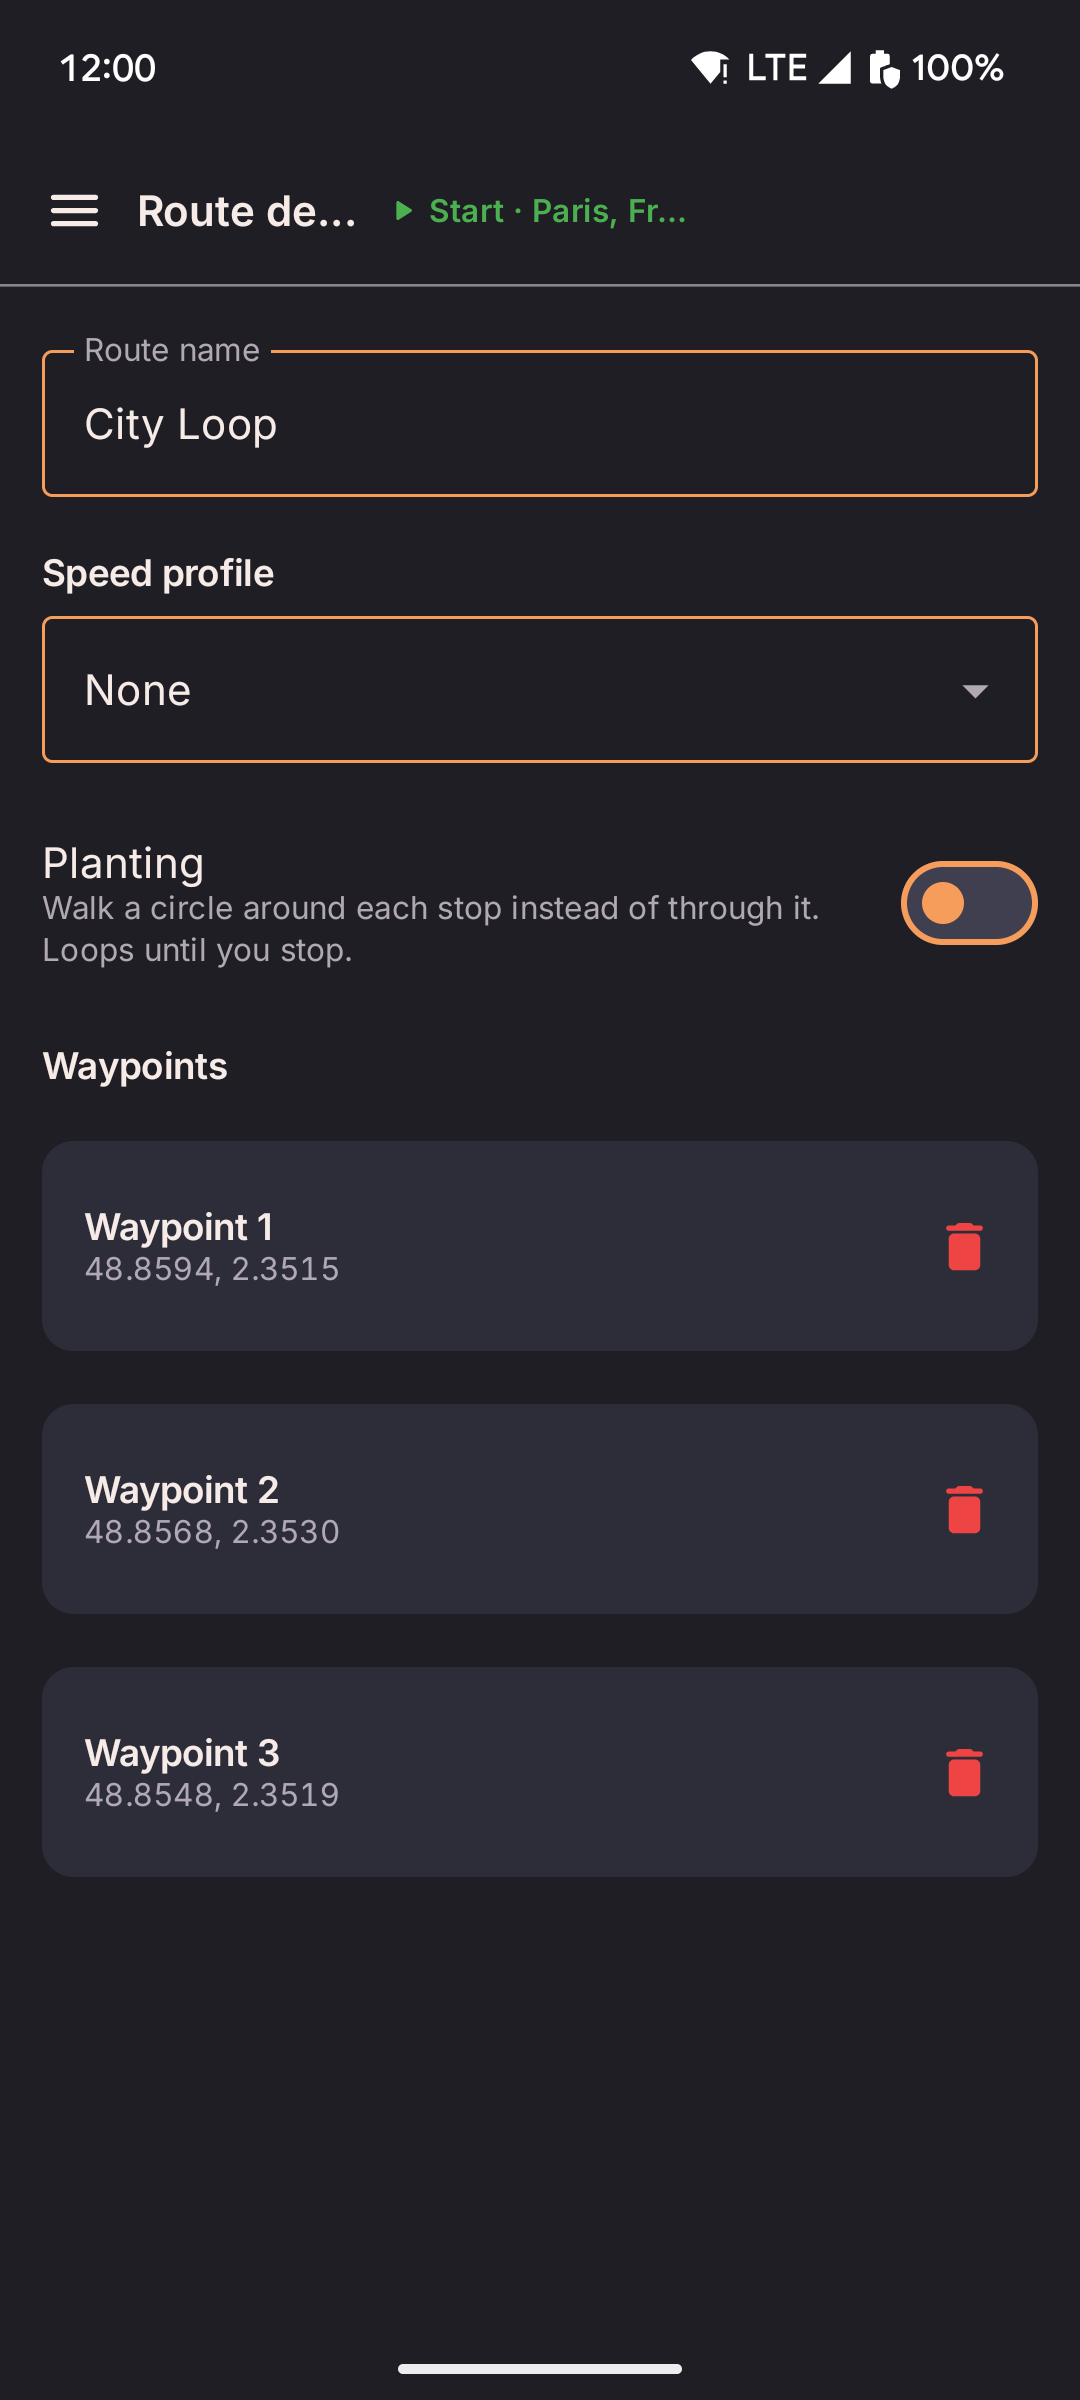 12:00
LTE 100%
Route de...
Start · Paris, Fr...
Route name
City Loop
Speed profile
None
Planting
Walk a circle around each stop instead of through it.
Loops until you stop.
Waypoints
Waypoint 1
48.8594, 2.3515
Waypoint 2
48.8568, 2.3530
Waypoint 3
48.8548, 2.3519